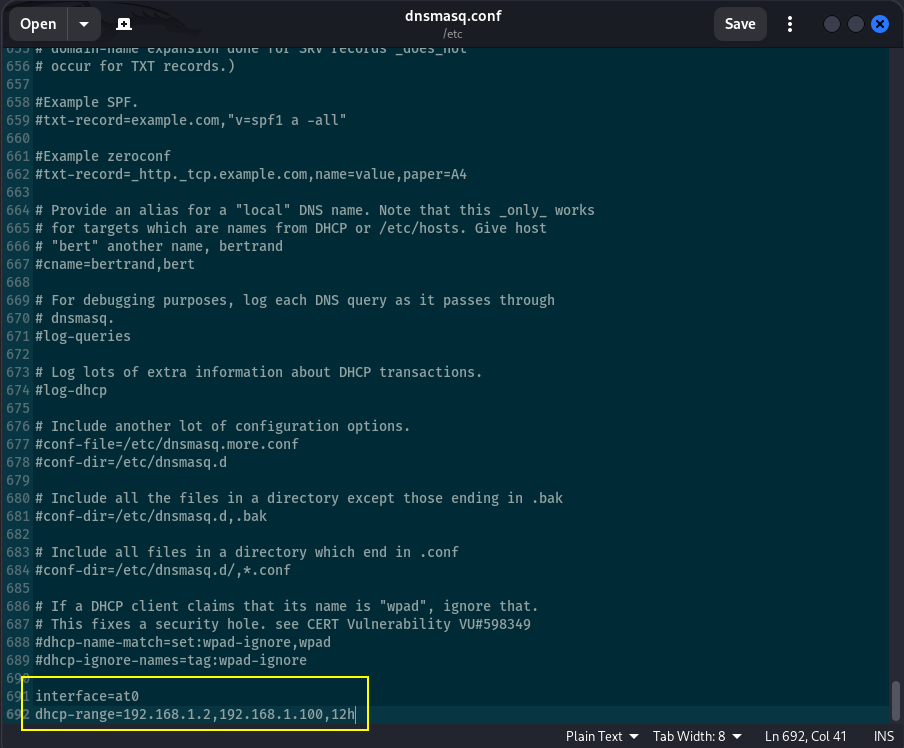 Open
dnsmasq.conf
/etc
Save
655 # domain-name expansion done for SRV records _does_not
656 # occur for TXT records.)
657
658 #Example SPF.
659 #txt-record=example.com,"v=spf1 a -all"
660
661 #Example zeroconf
662 #txt-record=_http._tcp.example.com,name=value,paper=A4
663
664 # Provide an alias for a "local" DNS name. Note that this _only_ works
665 # for targets which are names from DHCP or /etc/hosts. Give host
666 # "bert" another name, bertrand
667 #cname=bertrand,bert
668
669 # For debugging purposes, log each DNS query as it passes through
670 # dnsmasq.
671 #log-queries
672
673 # Log lots of extra information about DHCP transactions.
674 #log-dhcp
675
676 # Include another lot of configuration options.
677 #conf-file=/etc/dnsmasq.more.conf
678 #conf-dir=/etc/dnsmasq.d
679
680 # Include all the files in a directory except those ending in .bak
681 #conf-dir=/etc/dnsmasq.d,.bak
682
683 # Include all files in a directory which end in .conf
684 #conf-dir=/etc/dnsmasq.d/,*.conf
685
686 # If a DHCP client claims that its name is "wpad", ignore that.
687 # This fixes a security hole. see CERT Vulnerability VU#598349
688 #dhcp-name-match=set:wpad-ignore,wpad
689 #dhcp-ignore-names=tag:wpad-ignore
690
691 interface=at0
692 dhcp-range=192.168.1.2,192.168.1.100,12h
Plain Text Tab Width: 8 Ln 692, Col 41 INS